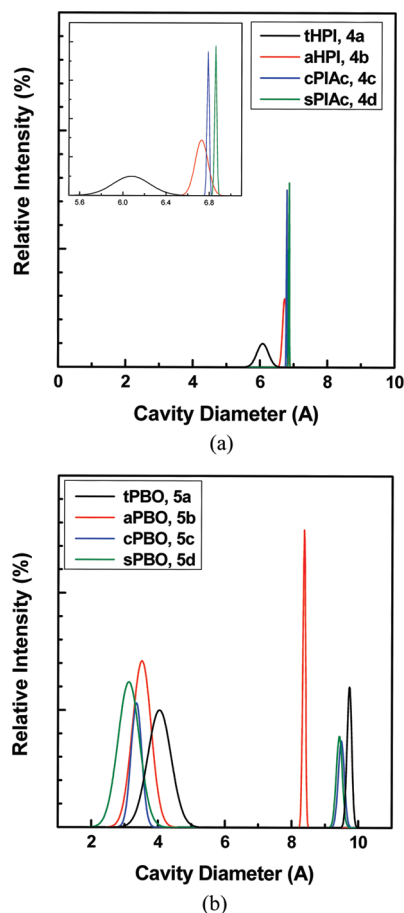 tHPI, 4a
aHPI, 4b
cPIAc, 4c
sPIAc, 4d
5.6 6.0 6.4 6.8
Relative Intensity (%)
0 2 4 6 8 10
Cavity Diameter (A)
(a)
tPBO, 5a
aPBO, 5b
cPBO, 5c
sPBO, 5d
Relative Intensity (%)
2 4 6 8 10
Cavity Diameter (A)
(b)